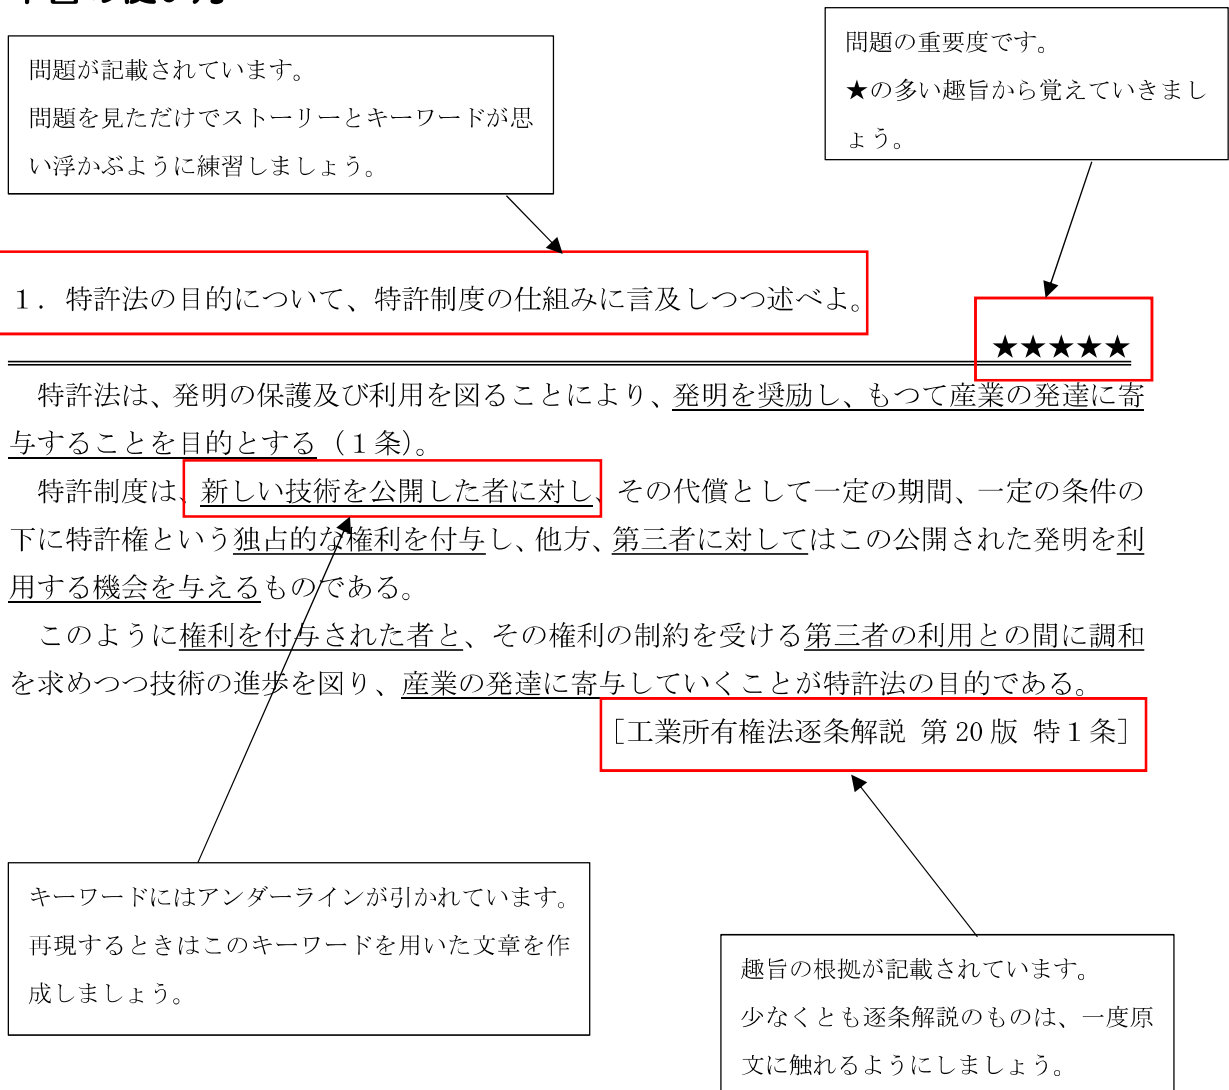 問題が記載されています。
問題を見ただけでストーリーとキーワードが思
い浮かぶように練習しましょう。
問題の重要度です。
★の多い趣旨から覚えていきまし
ょう。
１．特許法の目的について、特許制度の仕組みに言及しつつ述べよ。
★★★★★
特許法は、発明の保護及び利用を図ることにより、発明を奨励し、もつて産業の発達に寄
与することを目的とする（１条）。
特許制度は、新しい技術を公開した者に対し、その代償として一定の期間、一定の条件の
下に特許権という独占的な権利を付与し、他方、第三者に対してはこの公開された発明を利
用する機会を与えるものである。
このように権利を付与された者と、その権利の制約を受ける第三者の利用との間に調和
を求めつつ技術の進歩を図り、産業の発達に寄与していくことが特許法の目的である。
［工業所有権法逐条解説 第 20 版 特１条］
キーワードにはアンダーラインが引かれています。
再現するときはこのキーワードを用いた文章を作
成しましょう。
趣旨の根拠が記載されています。
少なくとも逐条解説のものは、一度原
文に触れるようにしましょう。